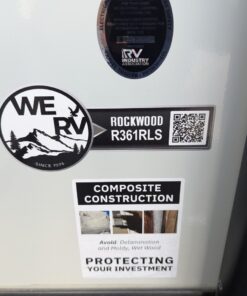 RV
INDUSTRY
ASSOCIATION
WE
RV
SINCE 1975
ROCKWOOD
R361RLS
COMPOSITE
CONSTRUCTION
Avoid Delamination
and Moldy, Wet Wood
PROTECTING
YOUR INVESTMENT